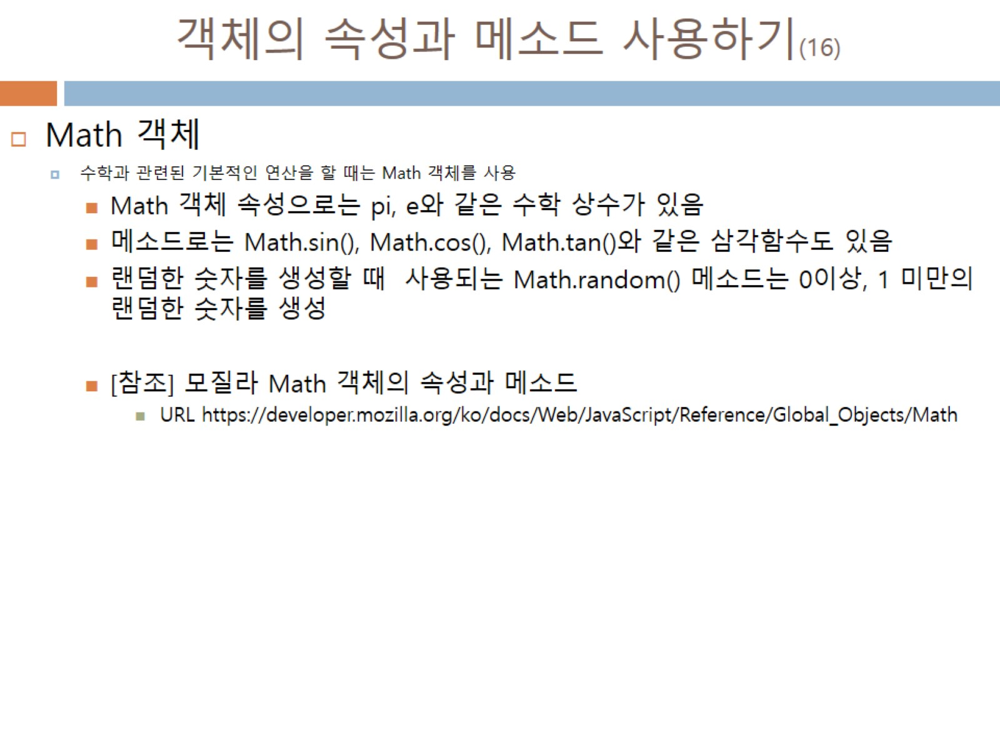 객체의 속성과 메소드 사용하기(16)
Math 객체
수학과 관련된 기본적인 연산을 할 때는 Math 객체를 사용
Math 객체 속성으로는 pi, e와 같은 수학 상수가 있음
메소드로는 Math.sin(), Math.cos(), Math.tan()와 같은 삼각함수도 있음
랜덤한 숫자를 생성할 때 사용되는 Math.random() 메소드는 0이상, 1 미만의
랜덤한 숫자를 생성
[참조] 모질라 Math 객체의 속성과 메소드
URL https://developer.mozilla.org/ko/docs/Web/JavaScript/Reference/Global_Objects/Math